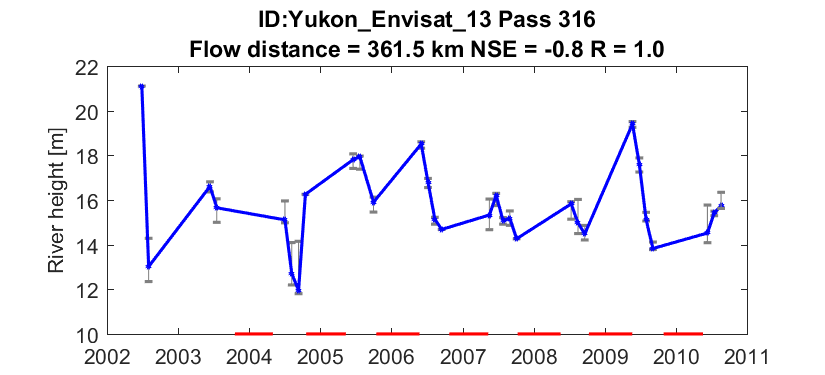 ID:Yukon_Envisat_13 Pass 316
Flow distance = 361.5 km NSE = -0.8 R = 1.0
River height [m]
22
20
18
16
14
12
10
2002 2003 2004 2005 2006 2007 2008 2009 2010 2011